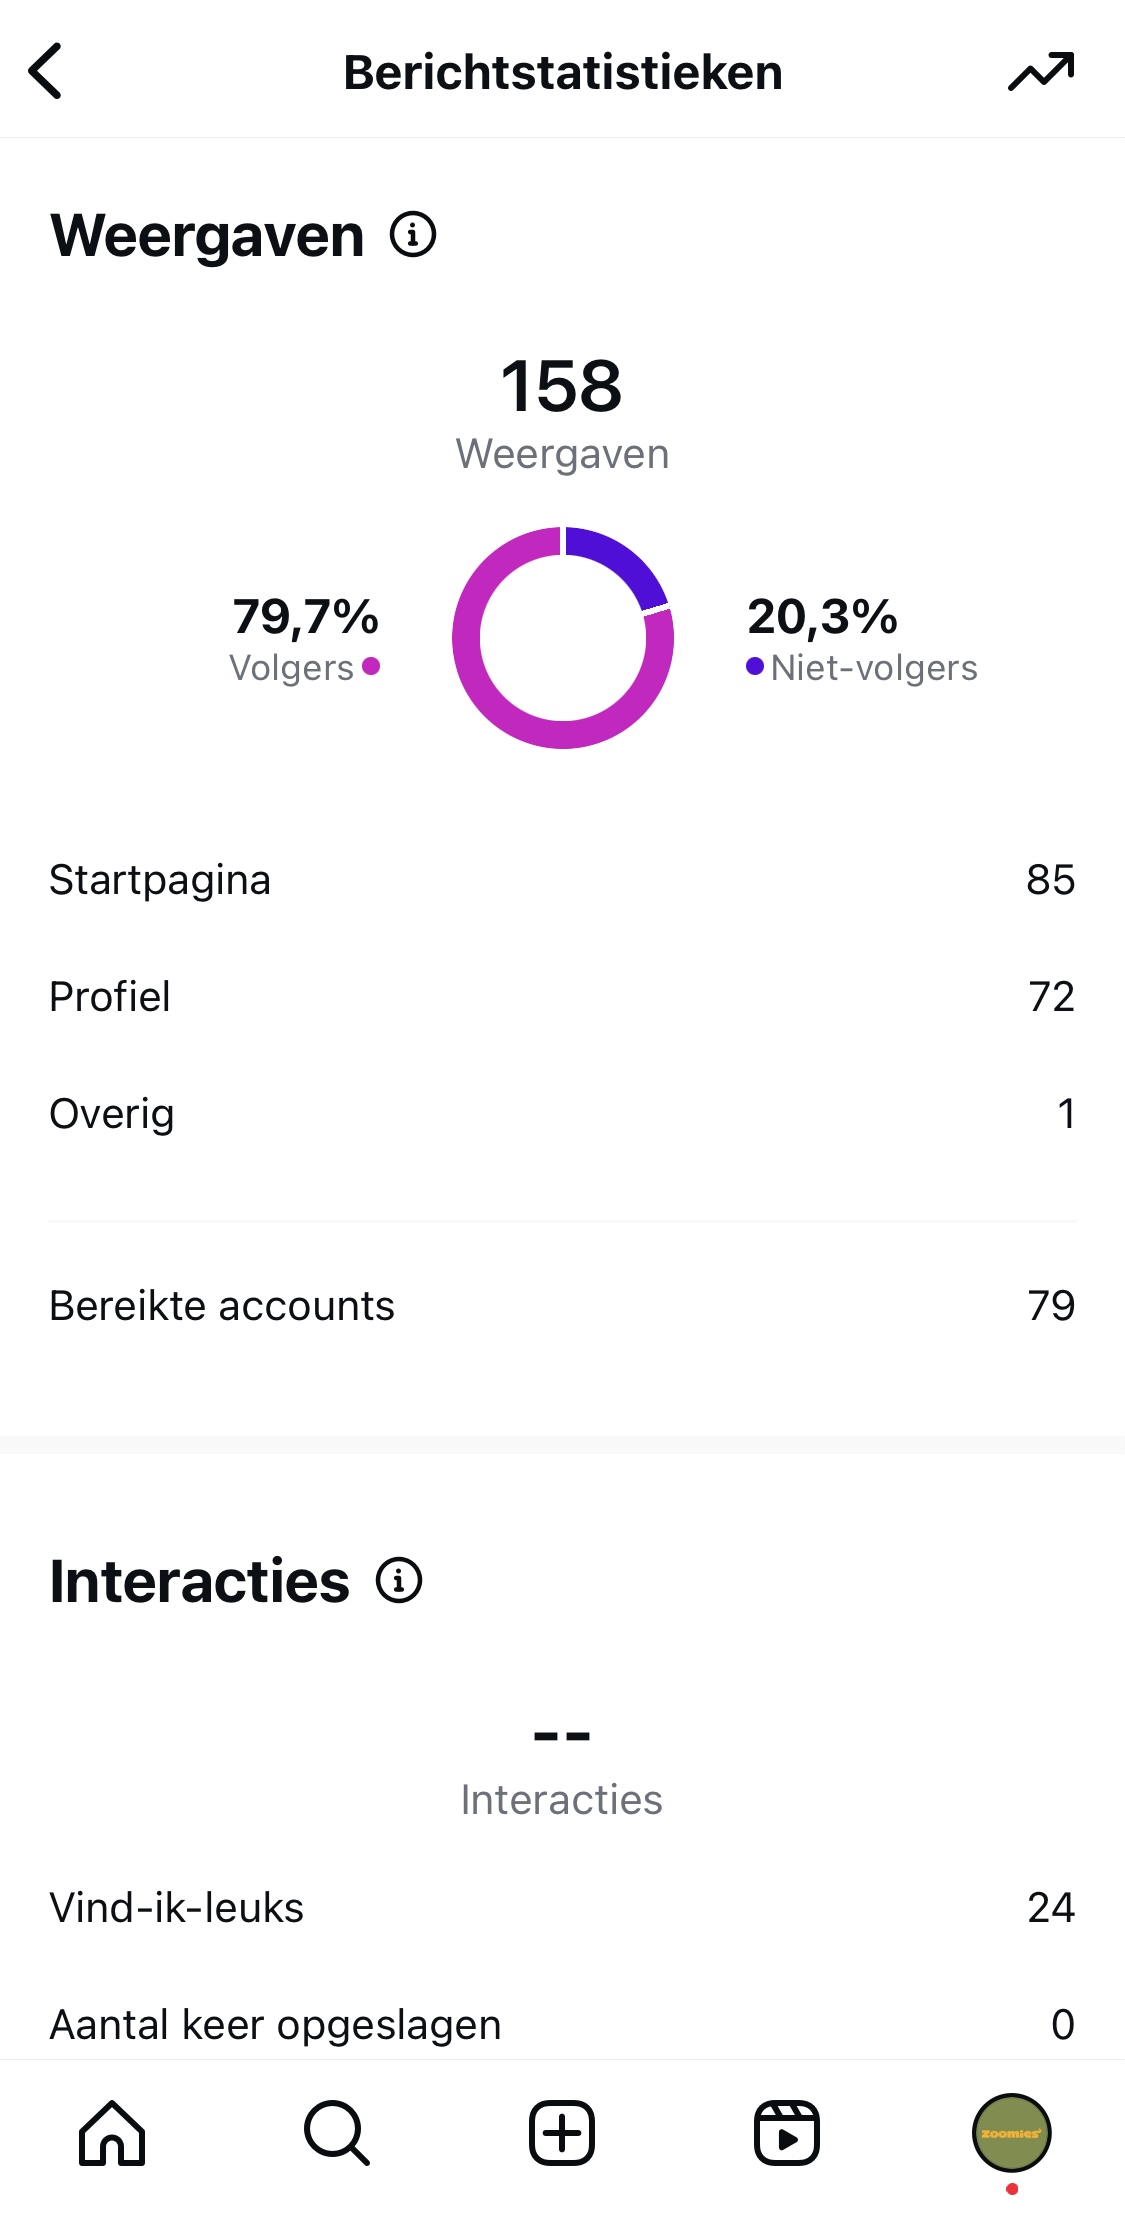 Berichtstatistieken
Weergaven
158
Weergaven
79,7%
Volgers
20,3%
Niet-volgers
Startpagina 85
Profiel 72
Overig 1
Bereikte accounts 79
Interacties
--
Interacties
Vind-ik-leuks 24
Aantal keer opgeslagen 0
zoomies